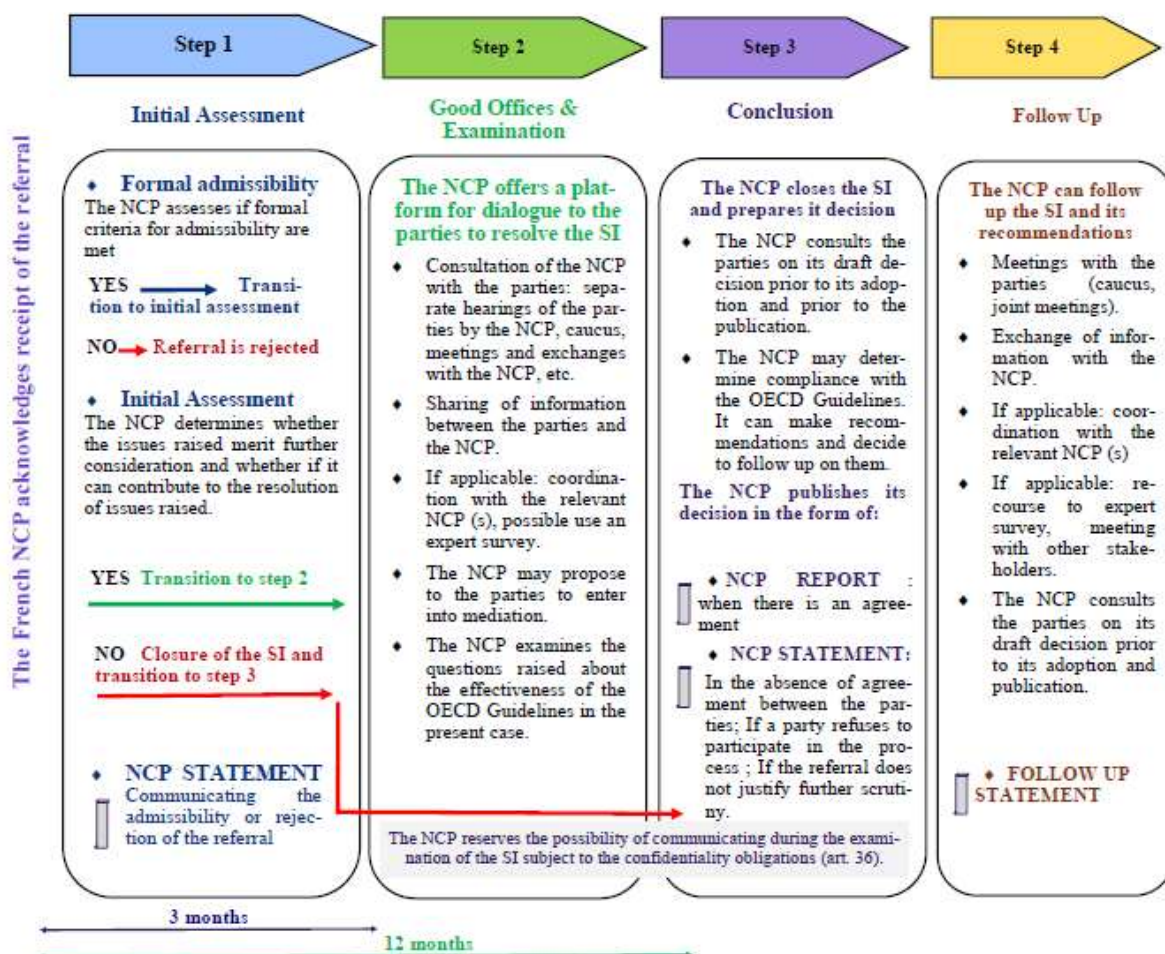 Step 1
Step 2
Step 3
Step 4
The French NCP acknowledges receipt of the referral
Initial Assessment
♦ Formal admissibility
The NCP assesses if formal
criteria for admissibility are
met
YES Transi-
tion to initial assessment
NO Referral is rejected
♦ Initial Assessment
The NCP determines whether
the issues raised merit further
consideration and whether if it
can contribute to the resolution
of issues raised.
YES Transition to step 2
NO Closure of the SI and
transition to step 3
♦ NCP STATEMENT
Communicating the
admissibility or rejec-
tion of the referral
Good Offices &
Examination
The NCP offers a plat-
form for dialogue to the
parties to resolve the SI
♦ Consultation of the NCP
with the parties: sepa-
rate hearings of the par-
ties by the NCP, caucus,
meetings and exchanges
with the NCP, etc.
♦ Sharing of information
between the parties and
the NCP.
♦ If applicable: coordina-
tion with the relevant
NCP (s), possible use an
expert survey.
♦ The NCP may propose
to the parties to enter
into mediation.
♦ The NCP examines the
questions raised about
the effectiveness of the
OECD Guidelines in the
present case.
Conclusion
The NCP closes the SI
and prepares it decision
♦ The NCP consults the
parties on its draft de-
cision prior to its adop-
tion and prior to the
publication.
♦ The NCP may deter-
mine compliance with
the OECD Guidelines.
It can make recom-
mendations and decide
to follow up on them.
The NCP publishes its
decision in the form of:
♦ NCP REPORT :
when there is an agree-
ment
♦ NCP STATEMENT:
In the absence of agree-
ment between the par-
ties; If a party refuses to
participate in the pro-
cess ; If the referral does
not justify further scruti-
ny.
The NCP reserves the possibility of communicating during the exami-
nation of the SI subject to the confidentiality obligations (art. 36).
Follow Up
The NCP can follow
up the SI and its
recommendations
♦ Meetings with the
parties (caucus,
joint meetings).
♦ Exchange of infor-
mation with the
NCP.
♦ If applicable: coor-
dination with the
relevant NCP (s)
♦ If applicable: re-
course to expert
survey, meeting
with other stake-
holders.
♦ The NCP consults
the parties on its
draft decision prior
to its adoption and
publication.
♦ FOLLOW UP
STATEMENT
3 months
12 months